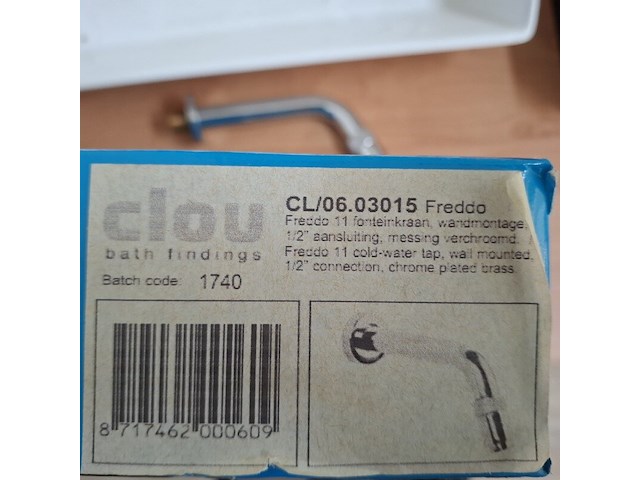 clou
bath findings
Batch code: 1740
CL/06.03015 Freddo
Freddo 11 fonteinkraan, wandmontage,
1/2" aansluiting, messing verchroomd.
Freddo 11 cold-water tap, wall mounted,
1/2" connection, chrome plated brass.
8 717462 000609